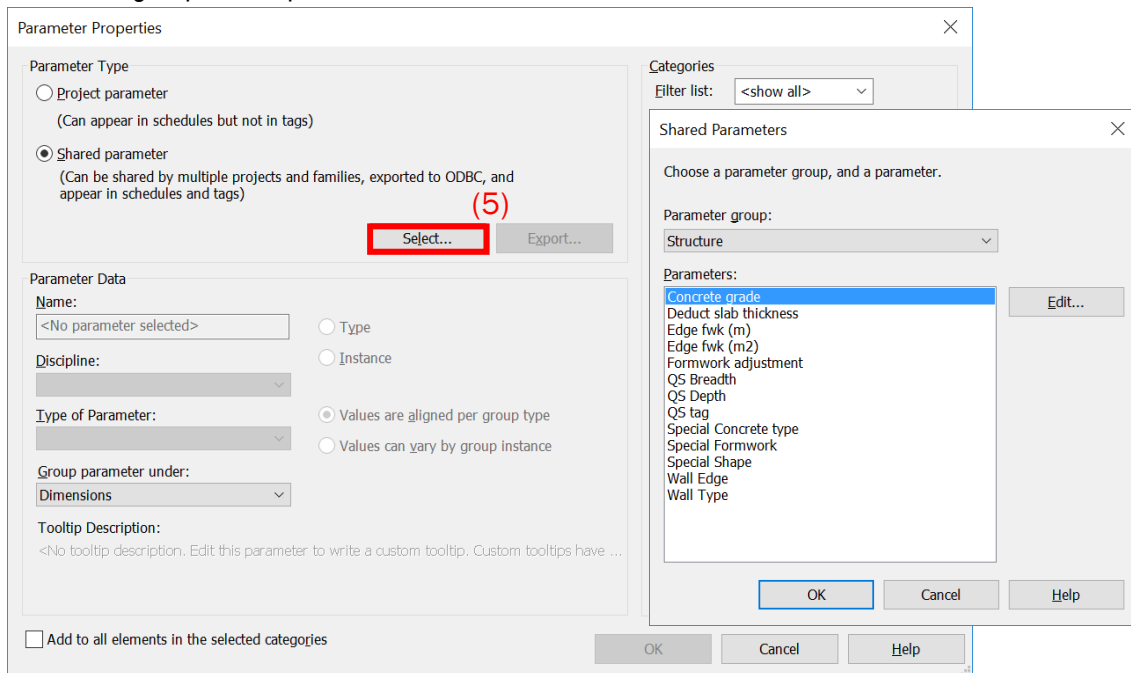 Parameter Properties
Parameter Type
Project parameter
(Can appear in schedules but not in tags)
Shared parameter
(Can be shared by multiple projects and families, exported to ODBC, and
appear in schedules and tags)
(5)
Select...
Export...
Parameter Data
Name:
<No parameter selected>
Type
Discipline:
Instance
Type of Parameter:
Values are aligned per group type
Values can vary by group instance
Group parameter under:
Dimensions
Tooltip Description:
<No tooltip description. Edit this parameter to write a custom tooltip. Custom tooltips have ...
Add to all elements in the selected categories
OK
Cancel
Help
Categories
Filter list:
<show all>
Shared Parameters
Choose a parameter group, and a parameter.
Parameter group:
Structure
Parameters:
Concrete grade
Deduct slab thickness
Edge fwk (m)
Edge fwk (m2)
Formwork adjustment
QS Breadth
QS Depth
QS tag
Special Concrete type
Special Formwork
Special Shape
Wall Edge
Wall Type
Edit...
OK
Cancel
Help